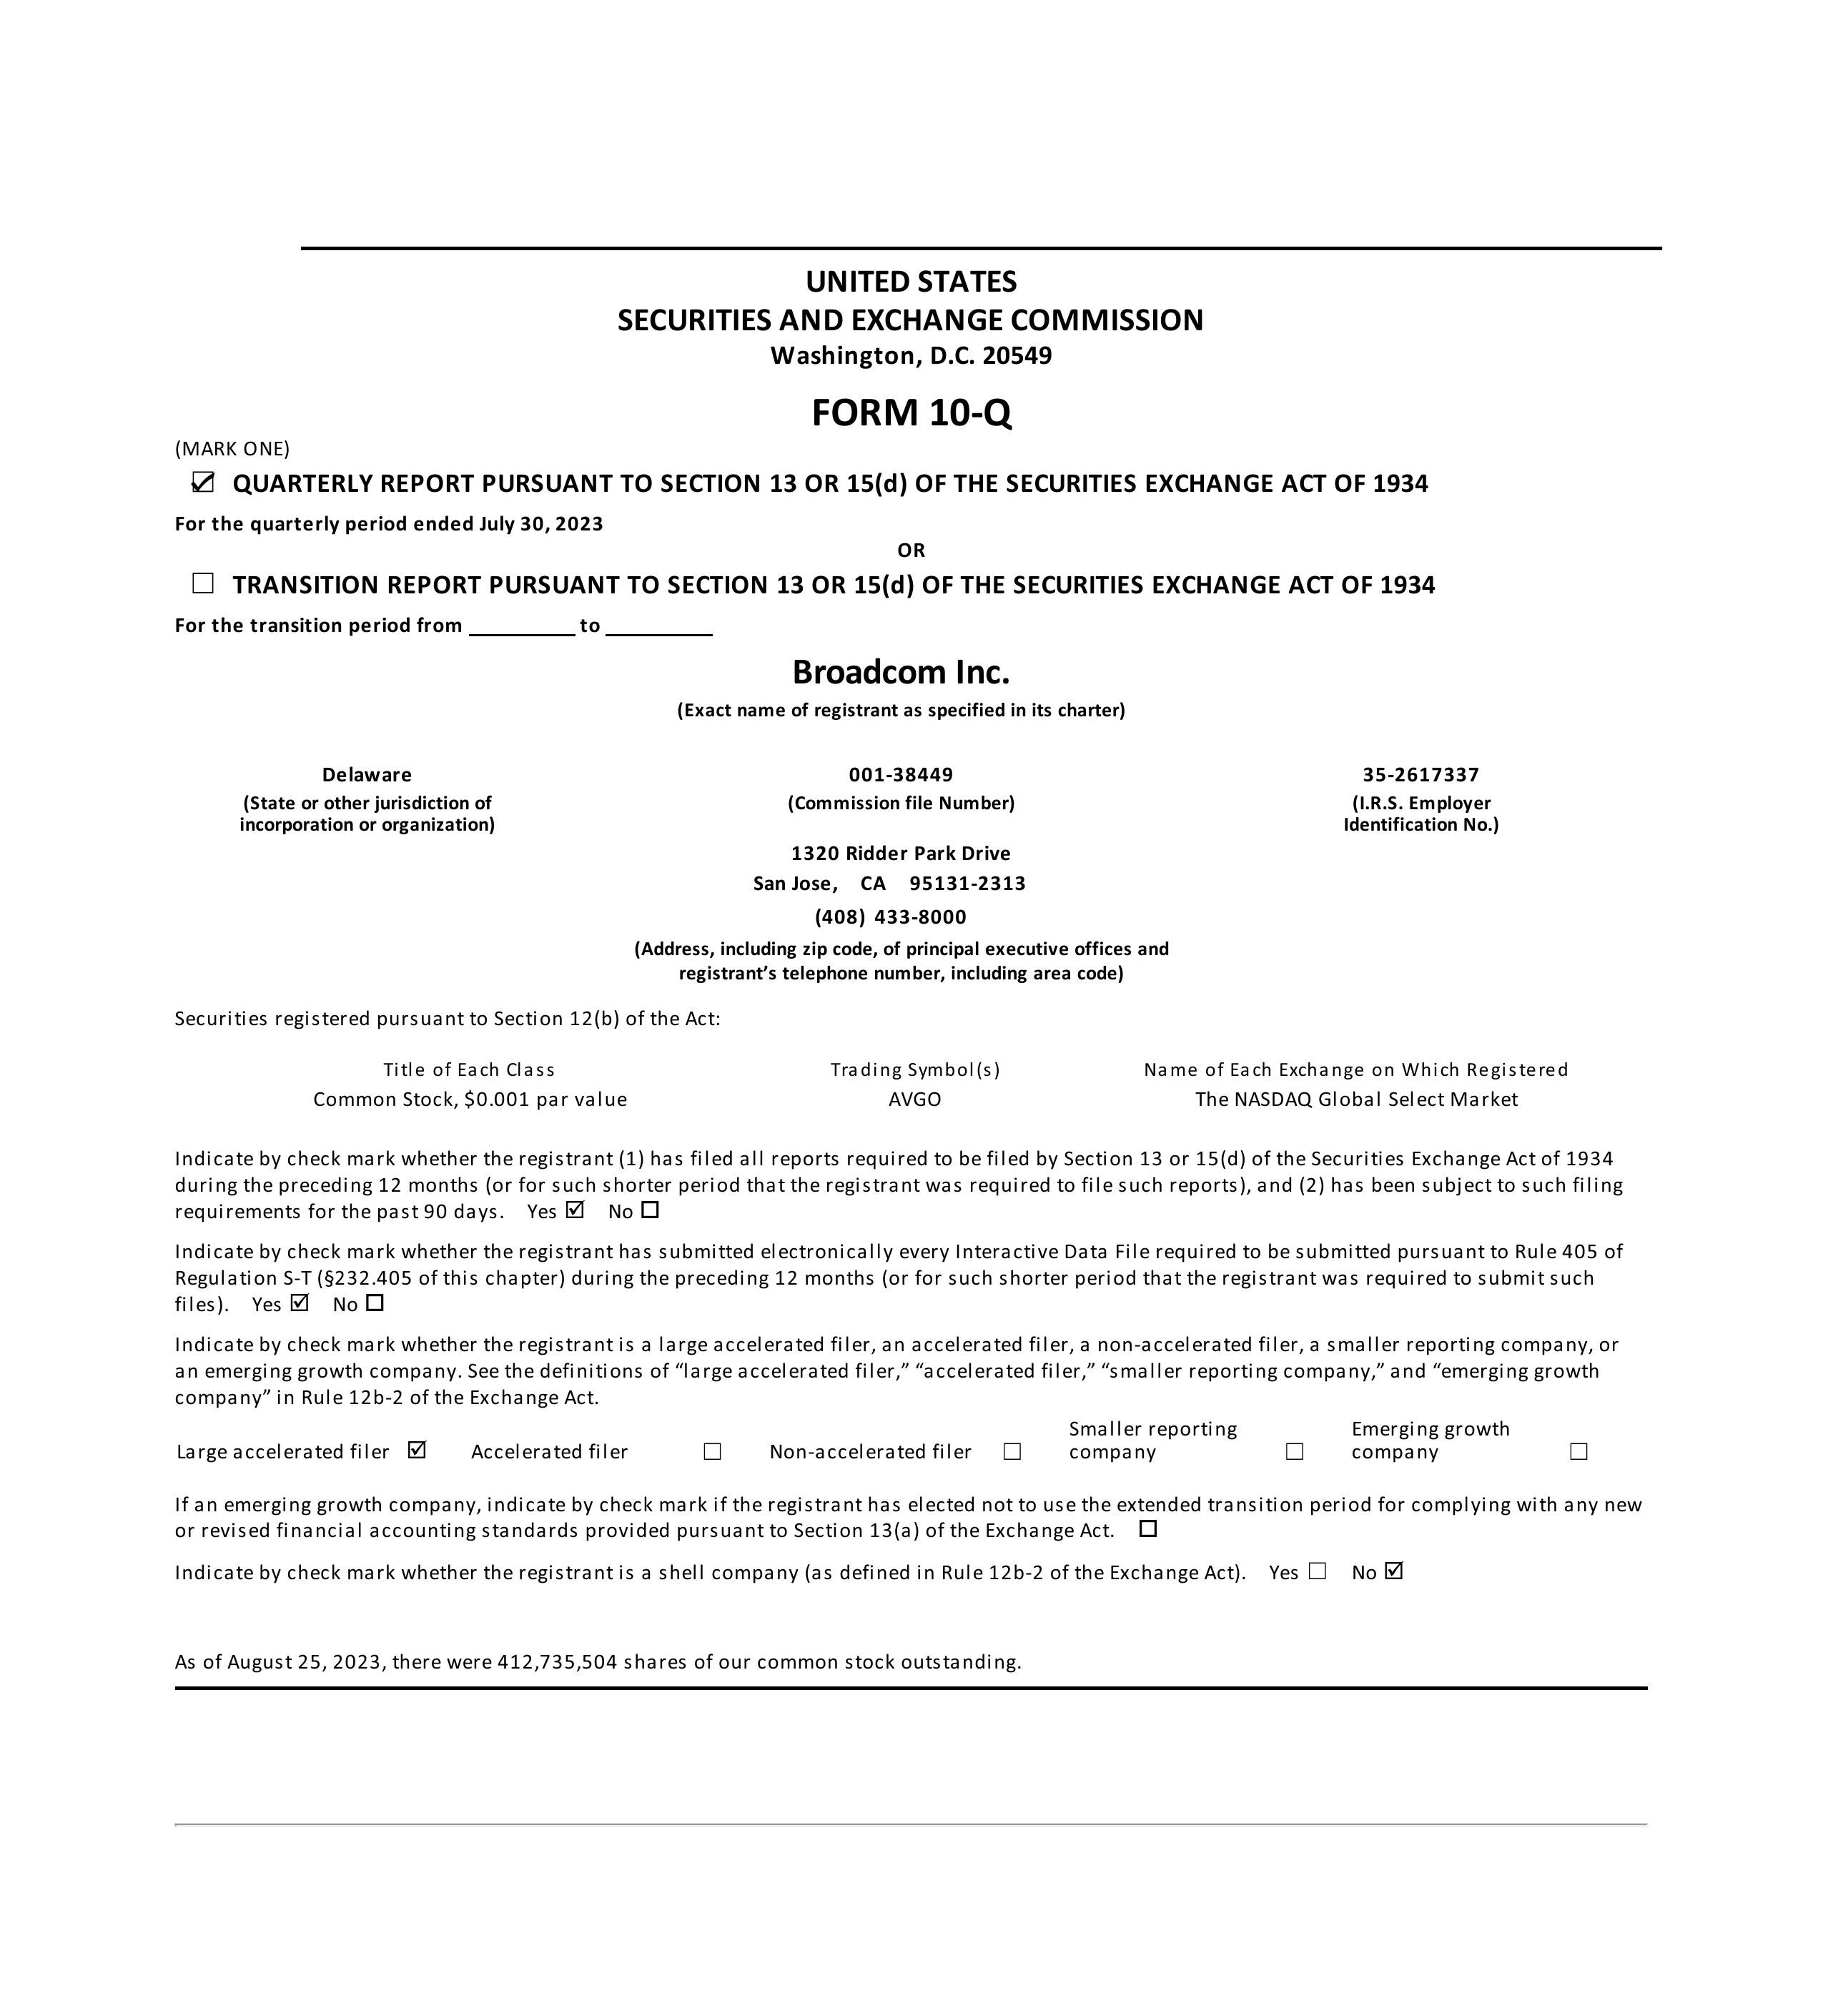 UNITED STATES
SECURITIES AND EXCHANGE COMMISSION
Washington, D.C. 20549
FORM 10-Q
(MARK ONE)
☑ QUARTERLY REPORT PURSUANT TO SECTION 13 OR 15(d) OF THE SECURITIES EXCHANGE ACT OF 1934
For the quarterly period ended July 30, 2023
OR
☐ TRANSITION REPORT PURSUANT TO SECTION 13 OR 15(d) OF THE SECURITIES EXCHANGE ACT OF 1934
For the transition period from __________ to __________
Broadcom Inc.
(Exact name of registrant as specified in its charter)
Delaware 001-38449 35-2617337
(State or other jurisdiction of (Commission file Number) (I.R.S. Employer
incorporation or organization) Identification No.)
1320 Ridder Park Drive
San Jose, CA 95131-2313
(408) 433-8000
(Address, including zip code, of principal executive offices and
registrant’s telephone number, including area code)
Securities registered pursuant to Section 12(b) of the Act:
Title of Each Class Trading Symbol(s) Name of Each Exchange on Which Registered
Common Stock, $0.001 par value AVGO The NASDAQ Global Select Market
Indicate by check mark whether the registrant (1) has filed all reports required to be filed by Section 13 or 15(d) of the Securities Exchange Act of 1934
during the preceding 12 months (or for such shorter period that the registrant was required to file such reports), and (2) has been subject to such filing
requirements for the past 90 days. Yes ☑ No ☐
Indicate by check mark whether the registrant has submitted electronically every Interactive Data File required to be submitted pursuant to Rule 405 of
Regulation S-T (§232.405 of this chapter) during the preceding 12 months (or for such shorter period that the registrant was required to submit such
files). Yes ☑ No ☐
Indicate by check mark whether the registrant is a large accelerated filer, an accelerated filer, a non-accelerated filer, a smaller reporting company, or
an emerging growth company. See the definitions of “large accelerated filer,” “accelerated filer,” “smaller reporting company,” and “emerging growth
company” in Rule 12b-2 of the Exchange Act.
Smaller reporting Emerging growth
Large accelerated filer ☑ Accelerated filer ☐ Non-accelerated filer ☐ company ☐ company ☐
If an emerging growth company, indicate by check mark if the registrant has elected not to use the extended transition period for complying with any new
or revised financial accounting standards provided pursuant to Section 13(a) of the Exchange Act. ☐
Indicate by check mark whether the registrant is a shell company (as defined in Rule 12b-2 of the Exchange Act). Yes ☐ No ☑
As of August 25, 2023, there were 412,735,504 shares of our common stock outstanding.